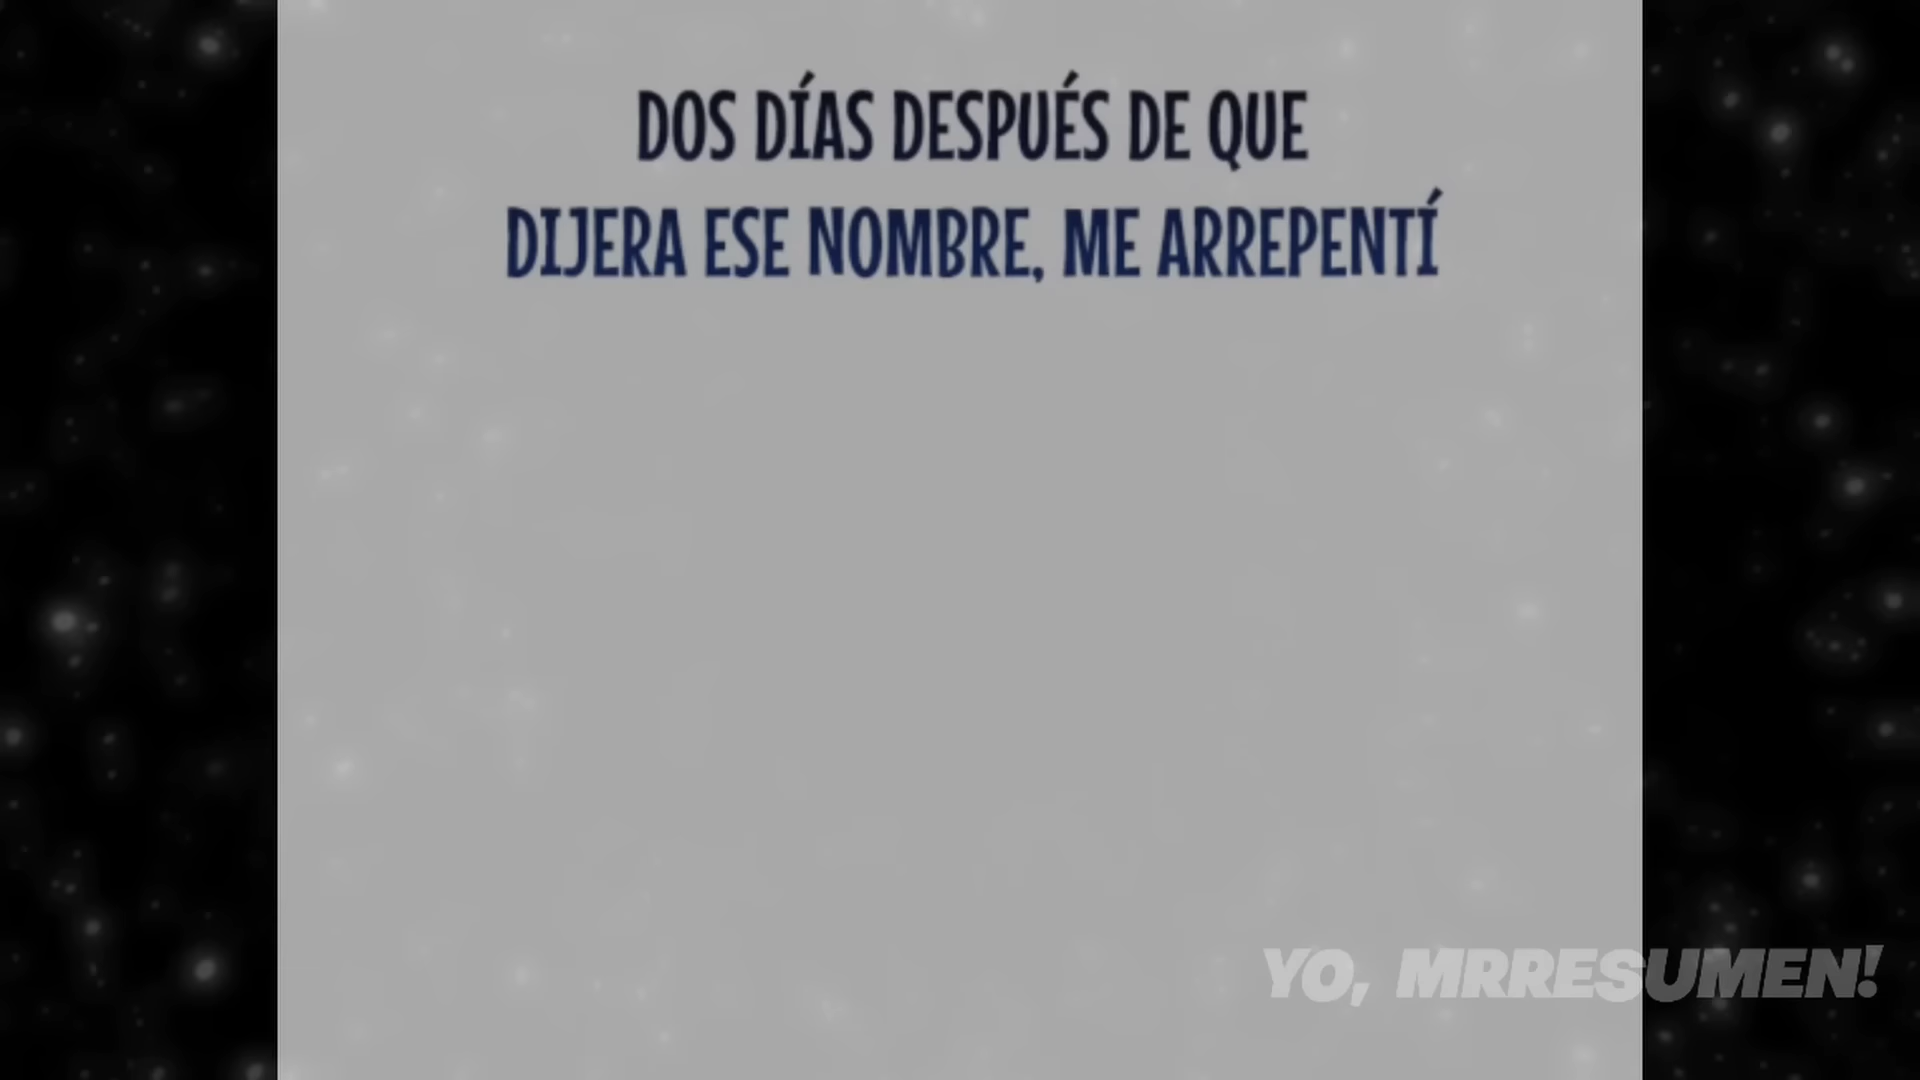 DOS DÍAS DESPUÉS DE QUE
DIJERA ESE NOMBRE, ME ARREPENTÍ
YO, MRRESUMEN!